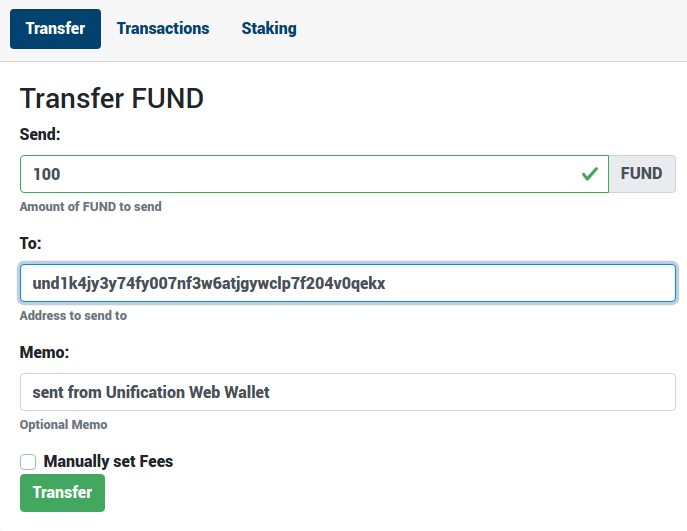 Transfer Transactions Staking
Transfer FUND
Send:
100 FUND
Amount of FUND to send
To:
und1k4jy3y74fy007nf3w6atjgywclp7f204v0qekx
Address to send to
Memo:
sent from Unification Web Wallet
Optional Memo
Manually set Fees
Transfer